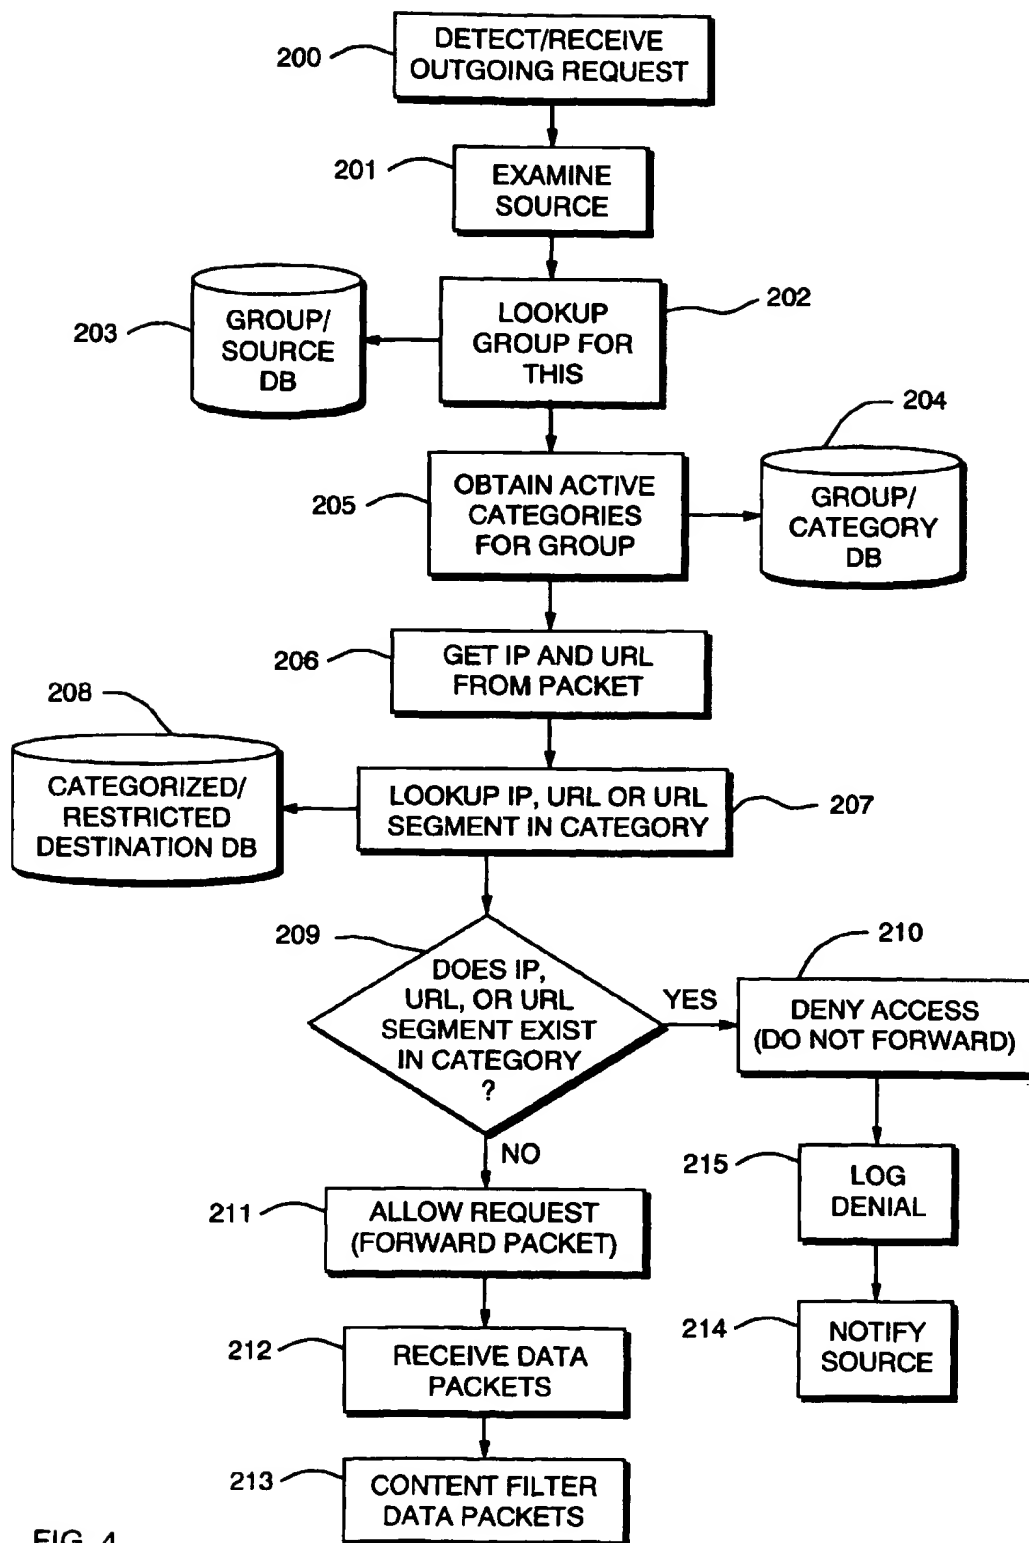 200
DETECT/RECEIVE
OUTGOING REQUEST
201
EXAMINE
SOURCE
202
LOOKUP
GROUP FOR
THIS
203
GROUP/
SOURCE
DB
204
GROUP/
CATEGORY
DB
205
OBTAIN ACTIVE
CATEGORIES
FOR GROUP
206
GET IP AND URL
FROM PACKET
208
CATEGORIZED/
RESTRICTED
DESTINATION DB
LOOKUP IP, URL OR URL
SEGMENT IN CATEGORY
207
209
DOES IP,
URL, OR URL
SEGMENT EXIST
IN CATEGORY
?
YES
210
DENY ACCESS
(DO NOT FORWARD)
NO
215
LOG
DENIAL
211
ALLOW REQUEST
(FORWARD PACKET)
214
NOTIFY
SOURCE
212
RECEIVE DATA
PACKETS
213
CONTENT FILTER
DATA PACKETS
FIG. 4